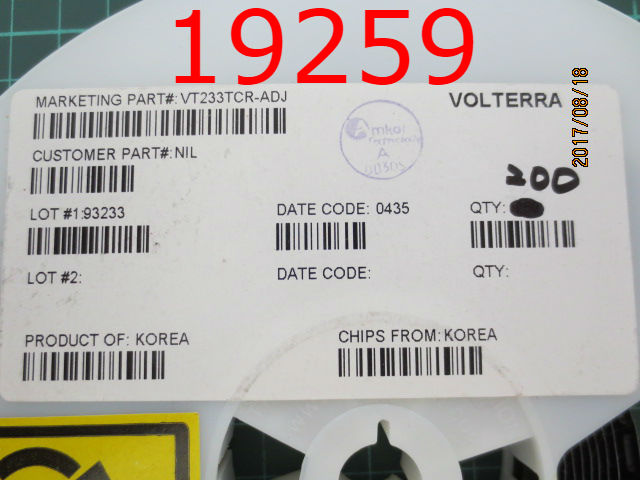 19259
MARKETING PART#: VT233TCR-ADJ
VOLTERRA
2017/08/18
CUSTOMER PART#: NIL
Amkor
A
200
LOT #1:93233
DATE CODE: 0435
QTY:
LOT #2:
DATE CODE:
QTY:
PRODUCT OF: KOREA
CHIPS FROM: KOREA